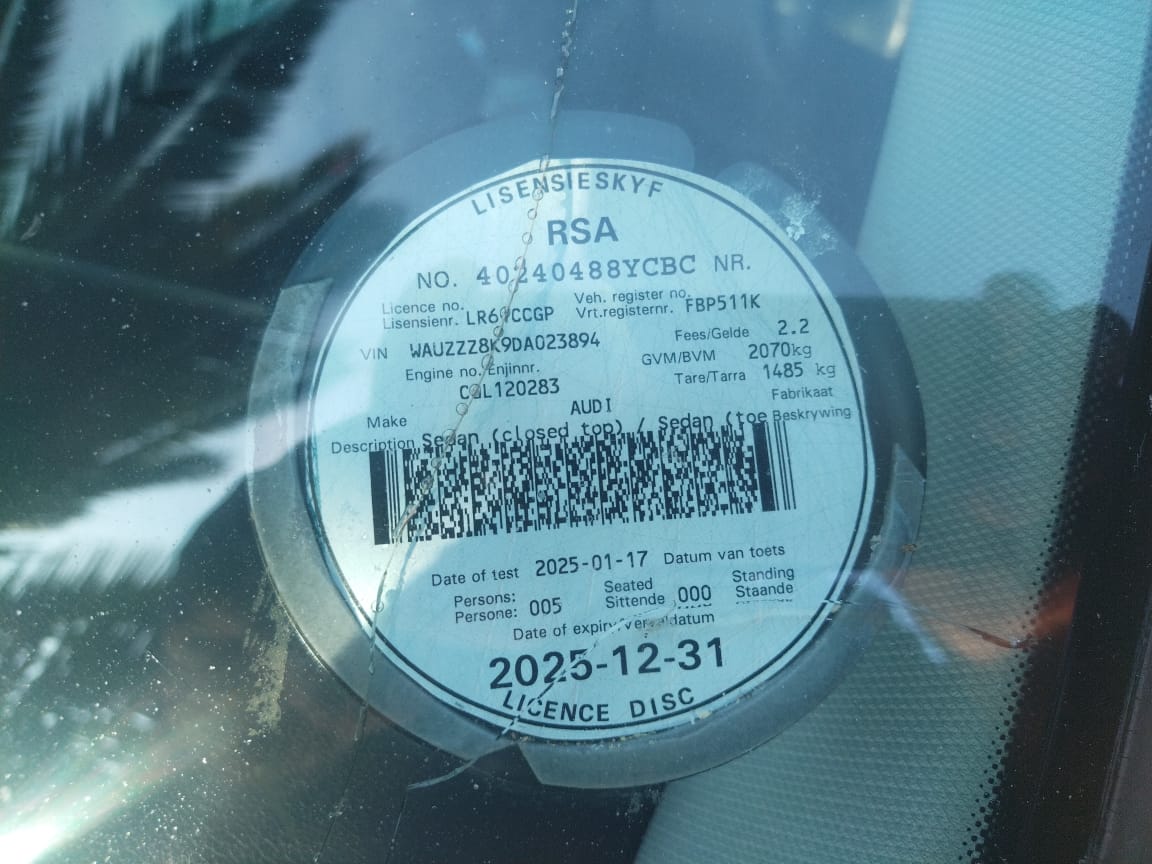 LISENSIESKYF
RSA
NO. 40240488YCBC NR.
Licence no. Veh. register no.
Lisensienr. Vrt.registernr. FBP511K
VIN WAUZZZ8K9DA023894 Fees/Gelde 2.2
Engine no. Enjinnr. GVM/BVM 2070kg
120283 Tare/Tarra 1485 kg
Make AUDI Fabrikaat
Description Sedan (closed top) / Sedan (toe Beskrywing
Date of test 2025-01-17 Datum van toets
Persons: Seated Standing
Persone: 005 Sittende 000 Staande
Date of expiry/vervaldatum
2025-12-31
LICENCE DISC